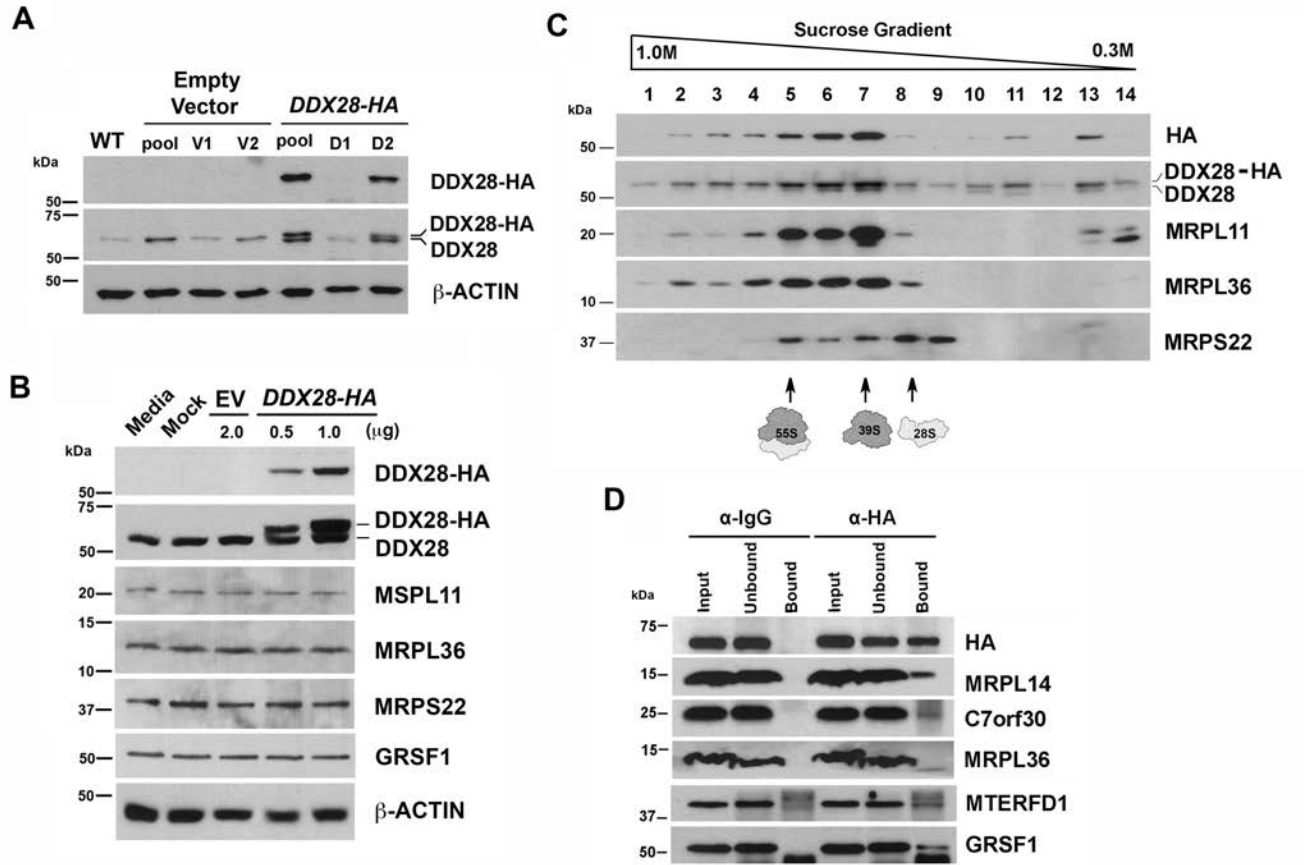 A
Empty
Vector
DDX28-HA
WT pool V1 V2 pool D1 D2
kDa
DDX28-HA
50
75
DDX28-HA
DDX28
50
50
β-ACTIN
B
Media Mock EV DDX28-HA
2.0 0.5 1.0 (µg)
kDa
DDX28-HA
50
75
DDX28-HA
DDX28
50
20 MSPL11
15
MRPL36
10
37 MRPS22
50 GRSF1
50
β-ACTIN
C
Sucrose Gradient
1.0M 0.3M
1 2 3 4 5 6 7 8 9 10 11 12 13 14
kDa
50 HA
DDX28-HA
50 DDX28
20 MRPL11
MRPL36
10
37 MRPS22
55S 39S 28S
D
α-IgG α-HA
Input Unbound Bound Input Unbound Bound
kDa
75
HA
15 MRPL14
25 C7orf30
15
MRPL36
MTERFD1
37
GRSF1
50